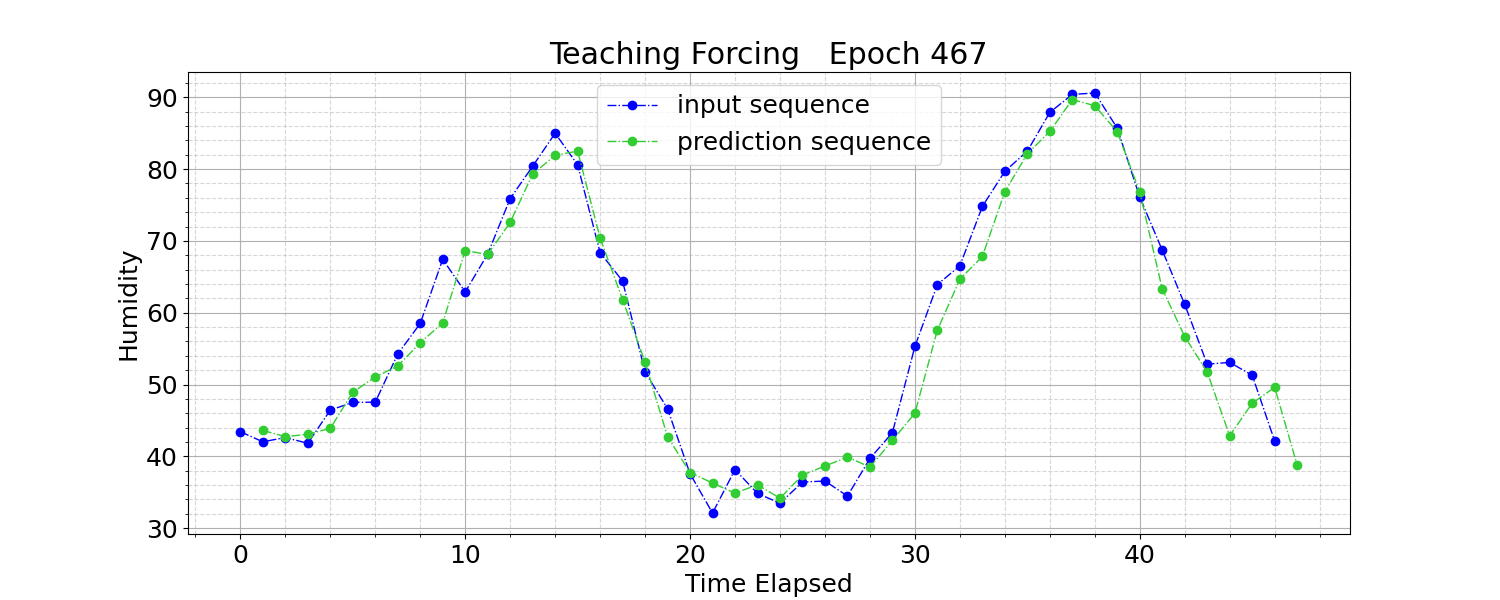 Teaching Forcing   Epoch 467
input sequence
prediction sequence
90
80
70
60
50
40
30
Humidity
0 10 20 30 40
Time Elapsed